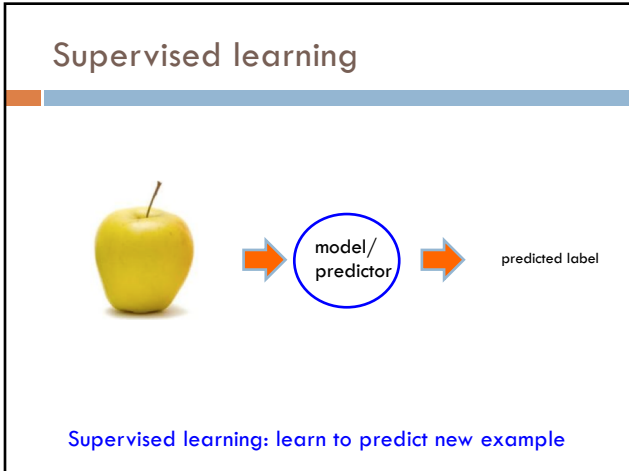 Supervised learning
model/
predictor
predicted label
Supervised learning: learn to predict new example